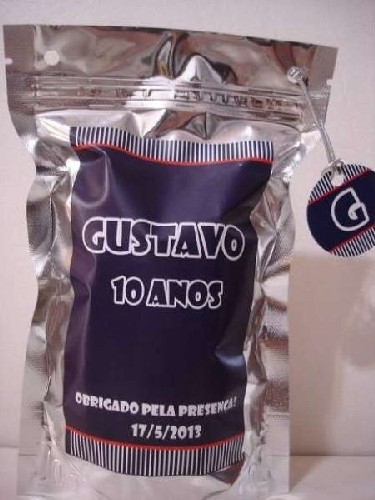 GUSTAVO
10 ANOS
OBRIGADO PELA PRESENÇA!
17/5/2013
G